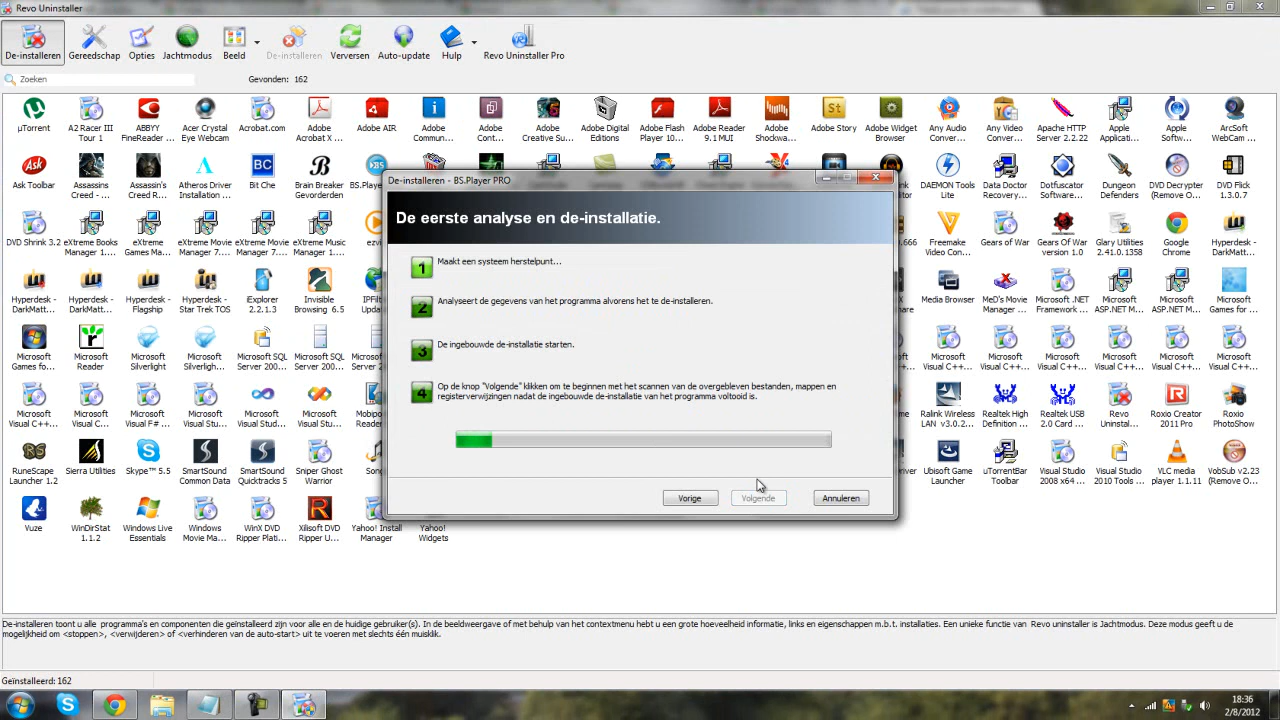 Revo Uninstaller
De-installeren Gereedschap Opties Jachtmodus Beeld De-installeren Verversen Auto-update Hulp Revo Uninstaller Pro
Zoeken Gevonden: 162
µTorrent A2 Racer III Tour 1 ABBYY FineReader ... Acer Crystal Eye Webcam Acrobat.com Adobe Acrobat X ... Adobe AIR Adobe Commun... Adobe Cont... Adobe Creative Su... Adobe Digital Editions Adobe Flash Player 10... Adobe Reader 9.1 MUI Adobe Shockwa... Adobe Story Adobe Widget Browser Any Audio Conver... Any Video Conver... Apache HTTP Server 2.2.22 Apple Applicati... Apple Softw... ArcSoft WebCam ...
Ask Toolbar Assassins Creed - ... Assassin's Creed R... Atheros Driver Installation ... Bit Che Brain Breaker Gevorderden BS.Playe DAEMON Tools Lite Data Doctor Recovery... Dotfuscator Software ... Dungeon Defenders DVD Decrypter (Remove O... DVD Flick 1.3.0.7
DVD Shrink 3.2 eXtreme Books Manager 1... eXtreme Games Ma... eXtreme Movie Manager 7... eXtreme Movie Manager 7.... eXtreme Music Manager ... ezvi .666 Freemake Video Con... Gears of War Gears Of War version 1.0 Glary Utilities 2.41.0.1358 Google Chrome Hyperdesk - DarkMatt...
Hyperdesk - DarkMatt... Hyperdesk - DarkMatt... Hyperdesk - Flagship Hyperdesk - Star Trek TOS iExplorer 2.2.1.3 Invisible Browsing 6.5 IPFilt Upda Media Browser MeD's Movie Manager ... Microsoft .NET Framework ... Microsoft ASP.NET M... Microsoft ASP.NET M... Microsoft Games for ...
Microsoft Games fo... Microsoft Reader Microsoft Silverligh... Microsoft Silverligh... Microsoft SQL Server 200... Microsoft SQL Server 200... Microsoft Visual C++... Microsoft Visual C++... Microsoft Visual C++... Microsoft Visual C++... Microsoft Visual C++... Microsoft Visual C++...
Microsoft Visual C++... Microsoft Visual C... Microsoft Visual F#... Microsoft Visual Stud... Microsoft Visual Stu... Microsoft Visual Stu... Mobipo Reader Ralink Wireless LAN v3.0.2... Realtek High Definition ... Realtek USB 2.0 Card ... Revo Uninstal... Roxio Creator 2011 Pro Roxio PhotoShow
RuneScape Launcher 1.2 Sierra Utilities Skype™ 5.5 SmartSound Common Data SmartSound Quicktracks 5 Sniper Ghost Warrior Son Driver Ubisoft Game Launcher uTorrentBar Toolbar Visual Studio 2008 x64 ... Visual Studio 2010 Tools ... VLC media player 1.1.11 VobSub v2.23 (Remove O...
Vuze WinDirStat 1.1.2 Windows Live Essentials Windows Movie Ma... WinX DVD Ripper Plati... Xilisoft DVD Ripper U... Yahoo! Install Manager Yahoo! Widgets
De-installeren - BS.Player PRO
De eerste analyse en de-installatie.
1 Maakt een systeem herstelpunt...
2 Analyseert de gegevens van het programma alvorens het te de-installeren.
3 De ingebouwde de-installatie starten.
4 Op de knop "Volgende" klikken om te beginnen met het scannen van de overgebleven bestanden, mappen en
registerverwijzingen nadat de ingebouwde de-installatie van het programma voltooid is.
Vorige Volgende Annuleren
De-installeren toont u alle programma's en componenten die geïnstalleerd zijn voor alle en de huidige gebruiker(s). In de beeldweergave of met behulp van het contextmenu hebt u een grote hoeveelheid informatie, links en eigenschappen m.b.t. installaties. Een unieke functie van Revo uninstaller is Jachtmodus. Deze modus geeft u de
mogelijkheid om <stoppen>, <verwijderen> of <verhinderen van de auto-start> uit te voeren met slechts één muisklik.
Geïnstalleerd: 162
18:36
2/8/2012